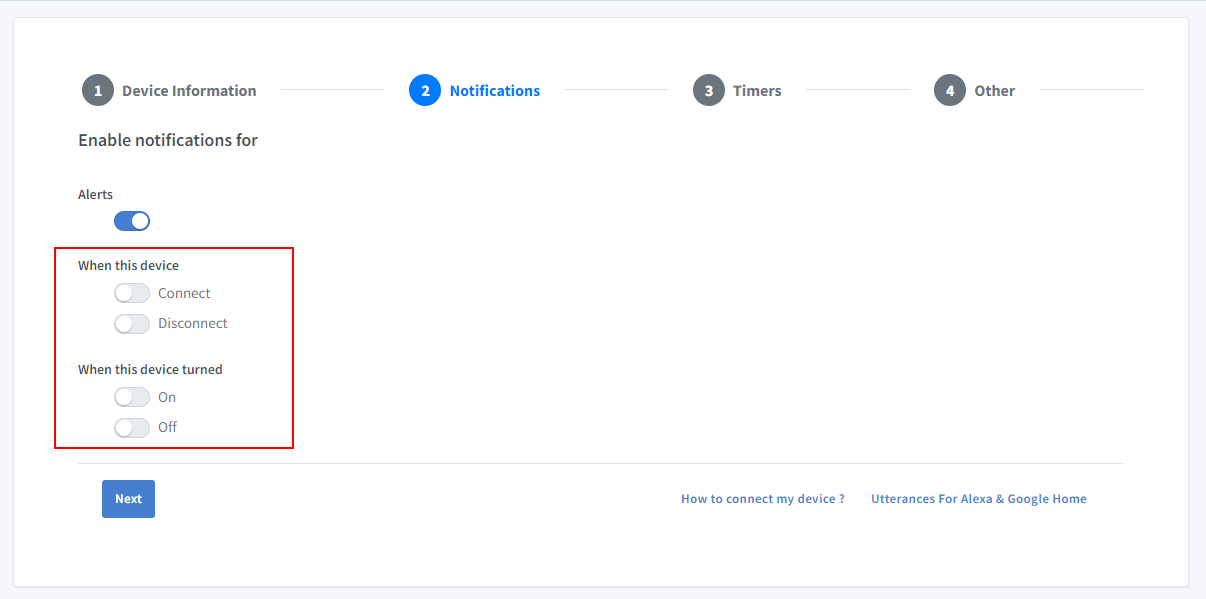 1 Device Information 2 Notifications 3 Timers 4 Other
Enable notifications for
Alerts
When this device
Connect
Disconnect
When this device turned
On
Off
Next How to connect my device ? Utterances For Alexa & Google Home